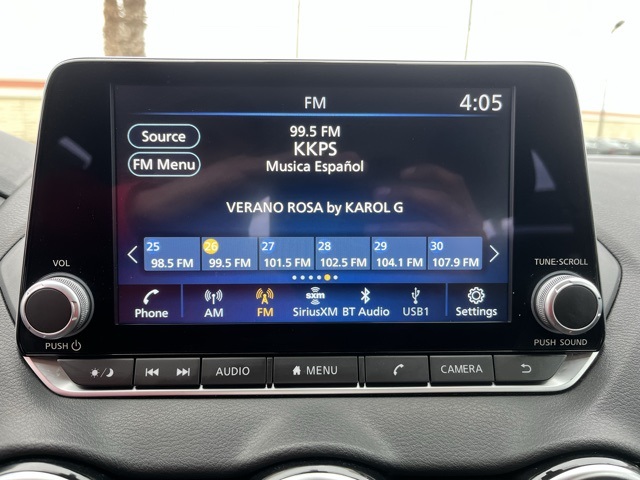 FM 4:05
Source
FM Menu
99.5 FM
KKPS
Musica Español
VERANO ROSA by KAROL G
25 26 27 28 29 30
98.5 FM 99.5 FM 101.5 FM 102.5 FM 104.1 FM 107.9 FM
sxm
Phone AM FM SiriusXM BT Audio USB1 Settings
VOL
PUSH
TUNE·SCROLL
PUSH SOUND
AUDIO MENU CAMERA